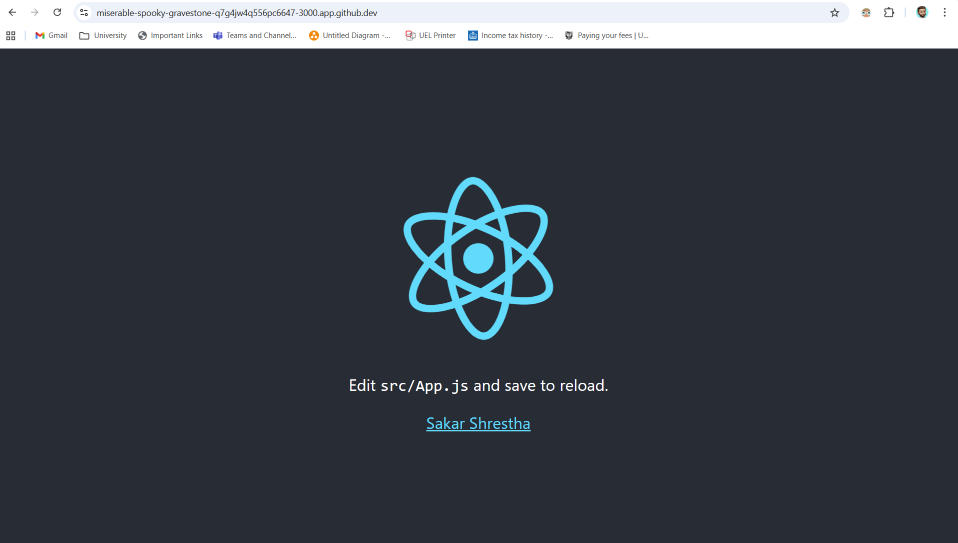 miserable-spooky-gravestone-q7g4jw4q556pc6647-3000.app.github.dev
Gmail University Important Links Teams and Channel... Untitled Diagram -... UEL Printer Income tax history -... Paying your fees | U...
Edit src/App.js and save to reload.
Sakar Shrestha